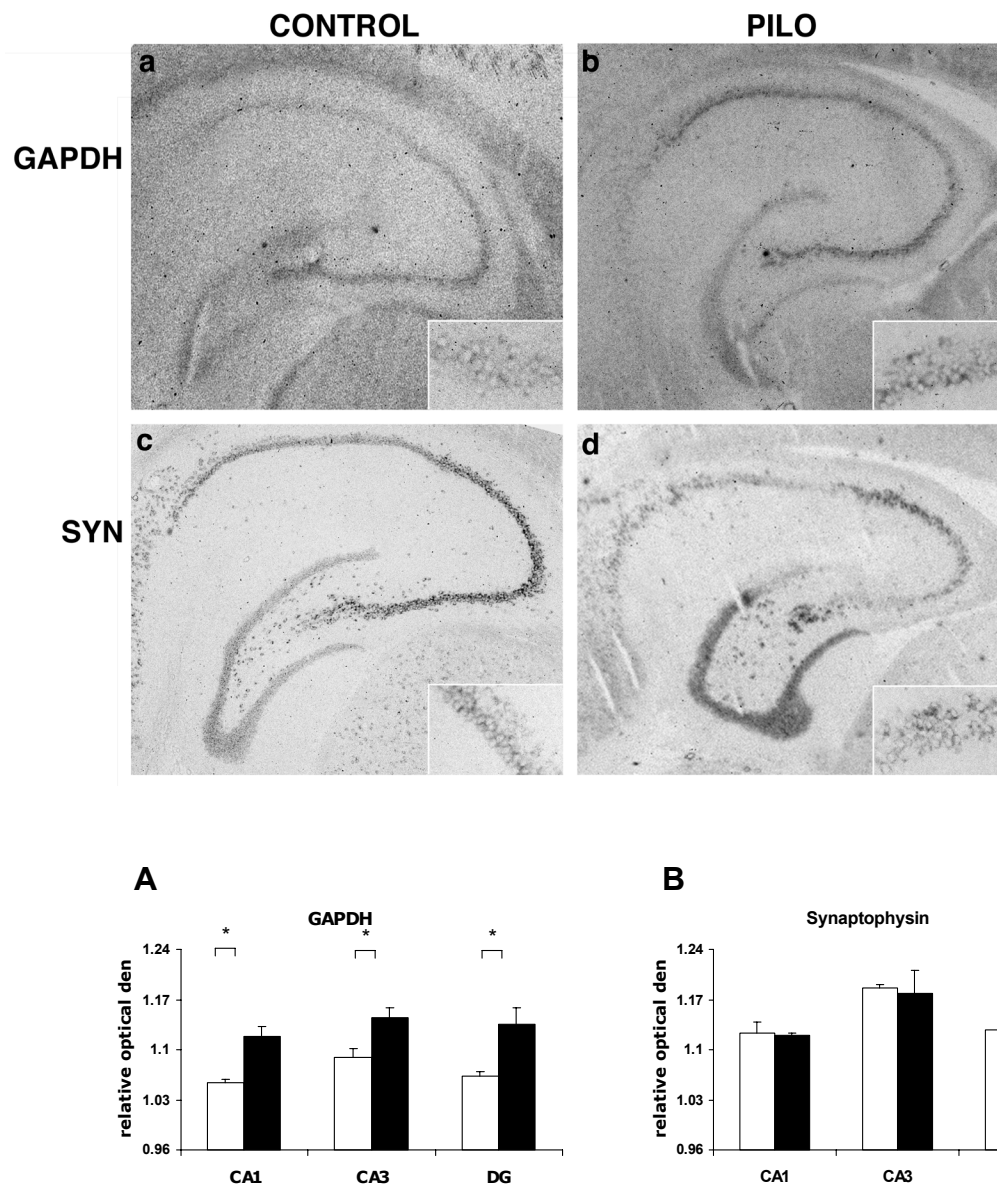 CONTROL PILO
a b
GAPDH
c d
SYN
A B
GAPDH
* * *
relative optical den
1.24
1.17
1.1
1.03
0.96
CA1 CA3 DG
Synaptophysin
relative optical den
1.24
1.17
1.1
1.03
0.96
CA1 CA3